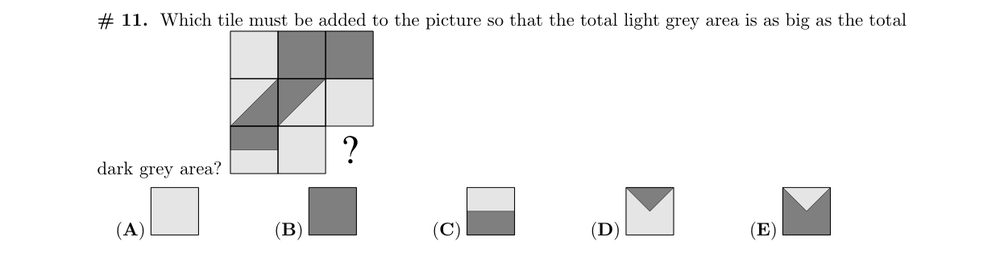 # 11. Which tile must be added to the picture so that the total light grey area is as big as the total
?
dark grey area?
(A) (B) (C) (D) (E)